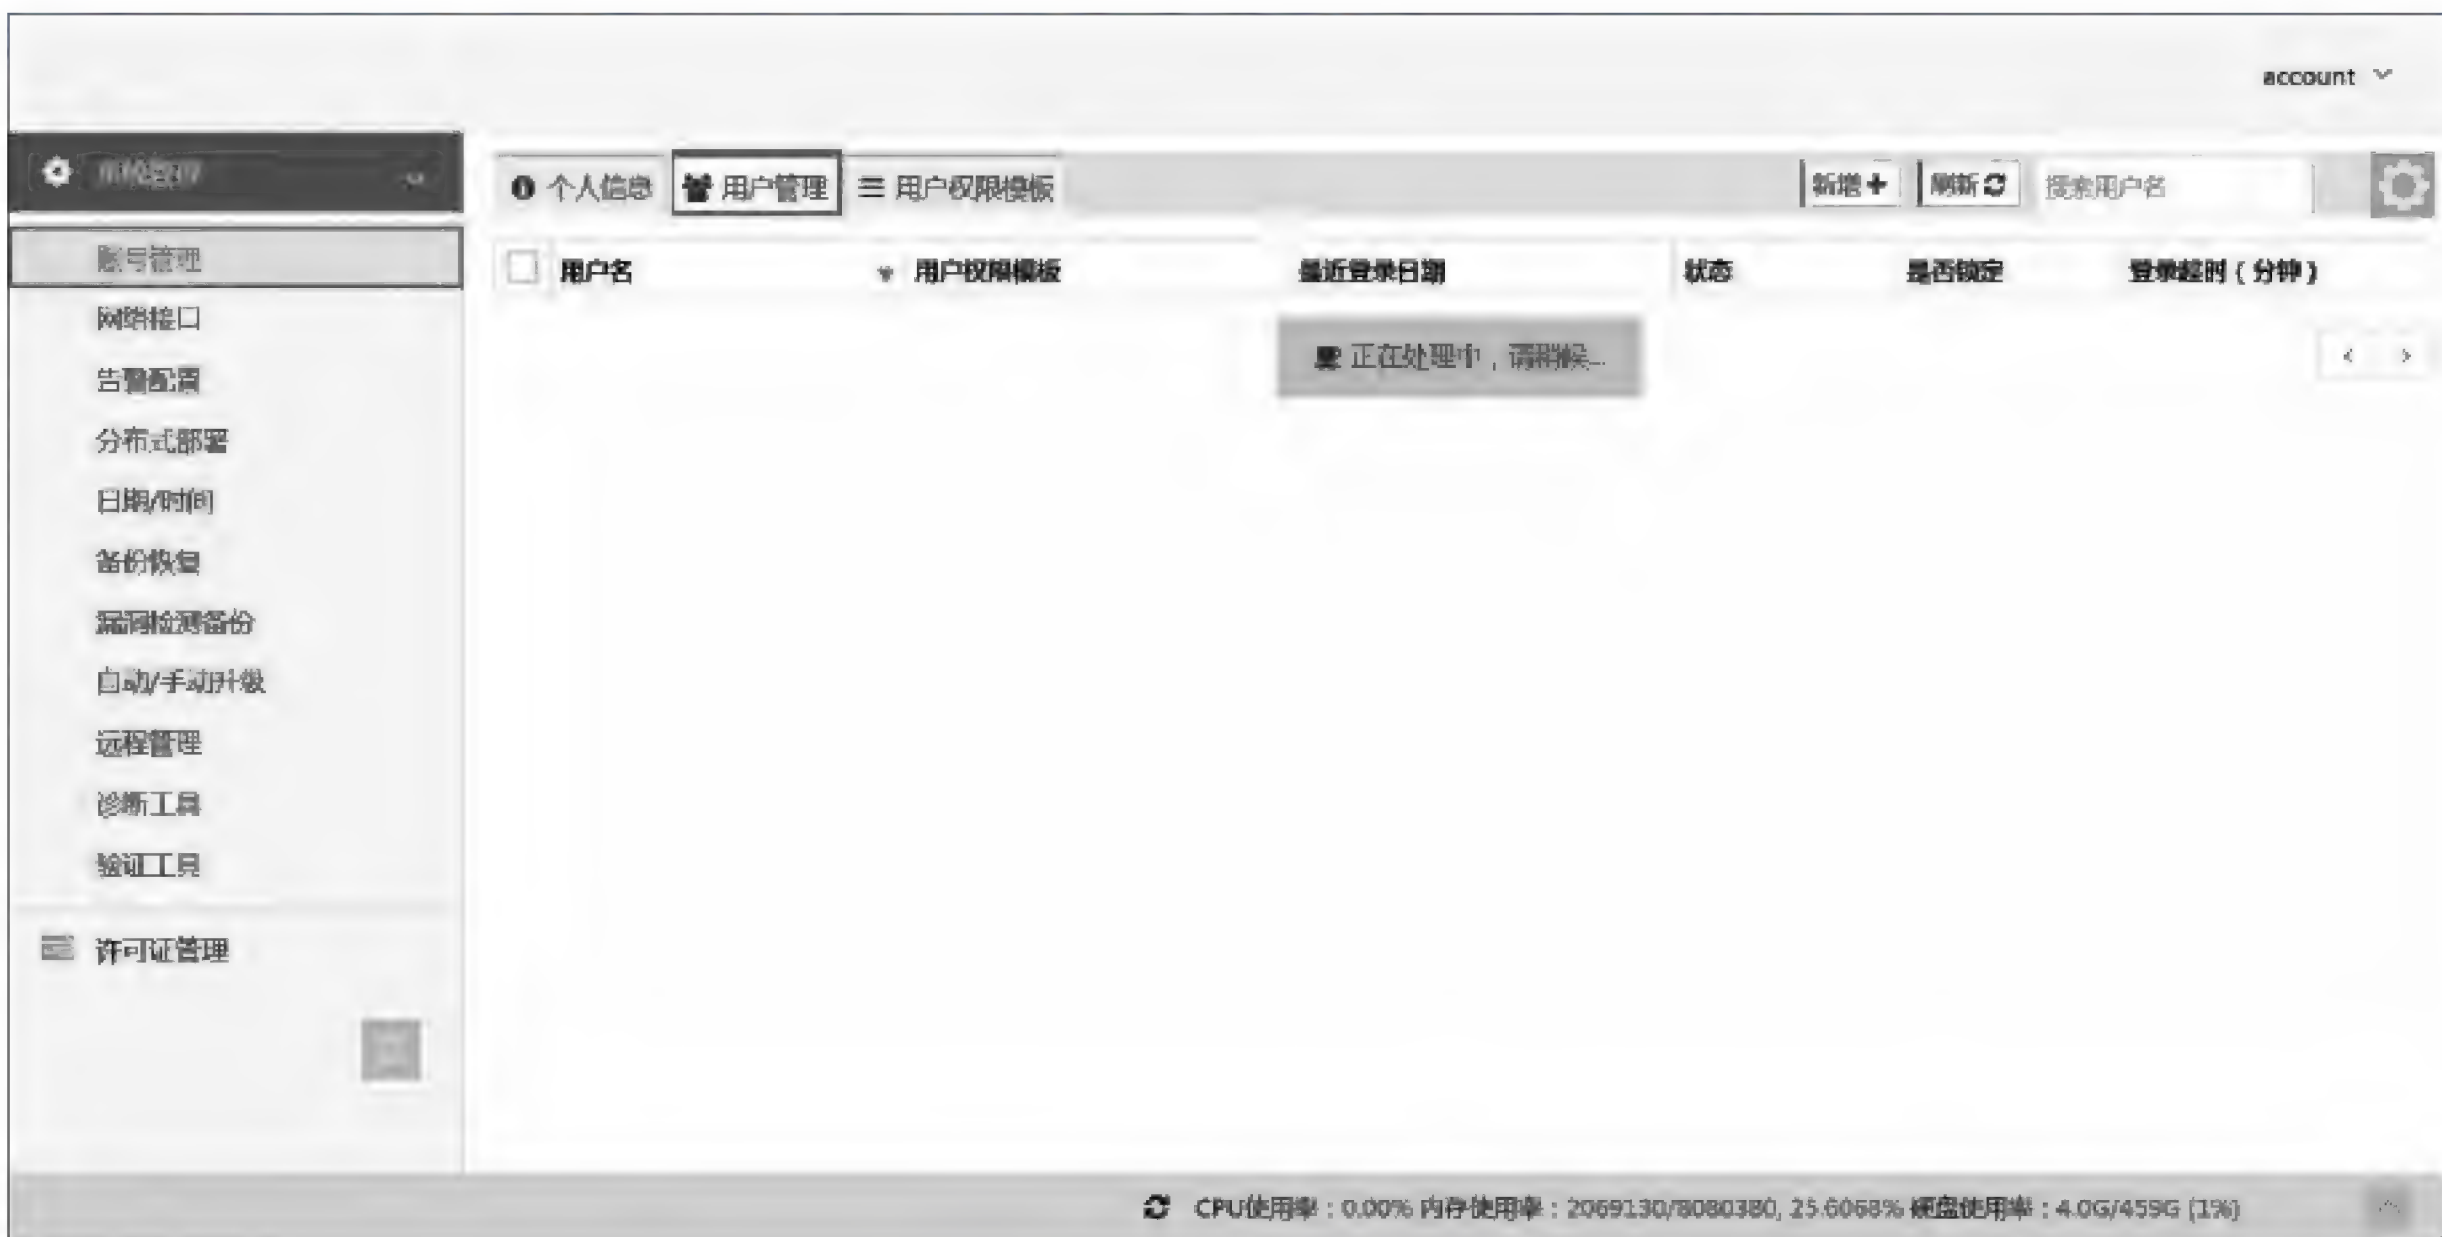 account
个人信息 用户管理 用户权限模板 新增 刷新 搜索用户名
账号管理
用户名 用户权限模板 最近登录日期 状态 是否锁定 登录超时(分钟)
网络接口
正在处理中,请稍候...
告警配置
分布式部署
日期/时间
备份恢复
漏洞检测备份
自动/手动升级
远程管理
诊断工具
验证工具
许可证管理
CPU使用率:0.00% 内存使用率:2069130/8080380, 25.6068% 硬盘使用率:4.0G/459G (1%)